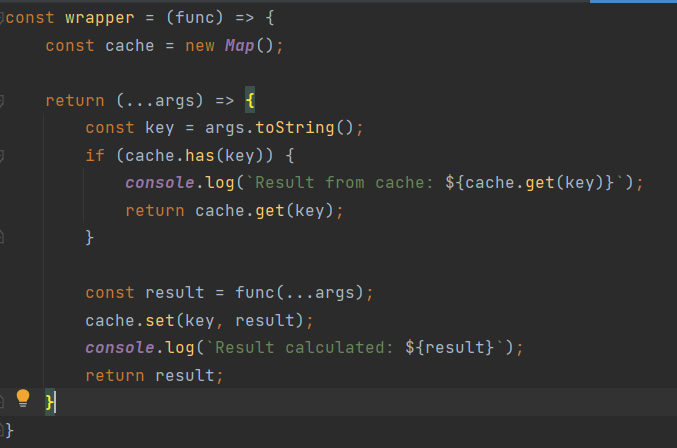 const wrapper = (func) => {
    const cache = new Map();

    return (...args) => {
        const key = args.toString();
        if (cache.has(key)) {
            console.log(`Result from cache: ${cache.get(key)}`);
            return cache.get(key);
        }

        const result = func(...args);
        cache.set(key, result);
        console.log(`Result calculated: ${result}`);
        return result;
    }
}